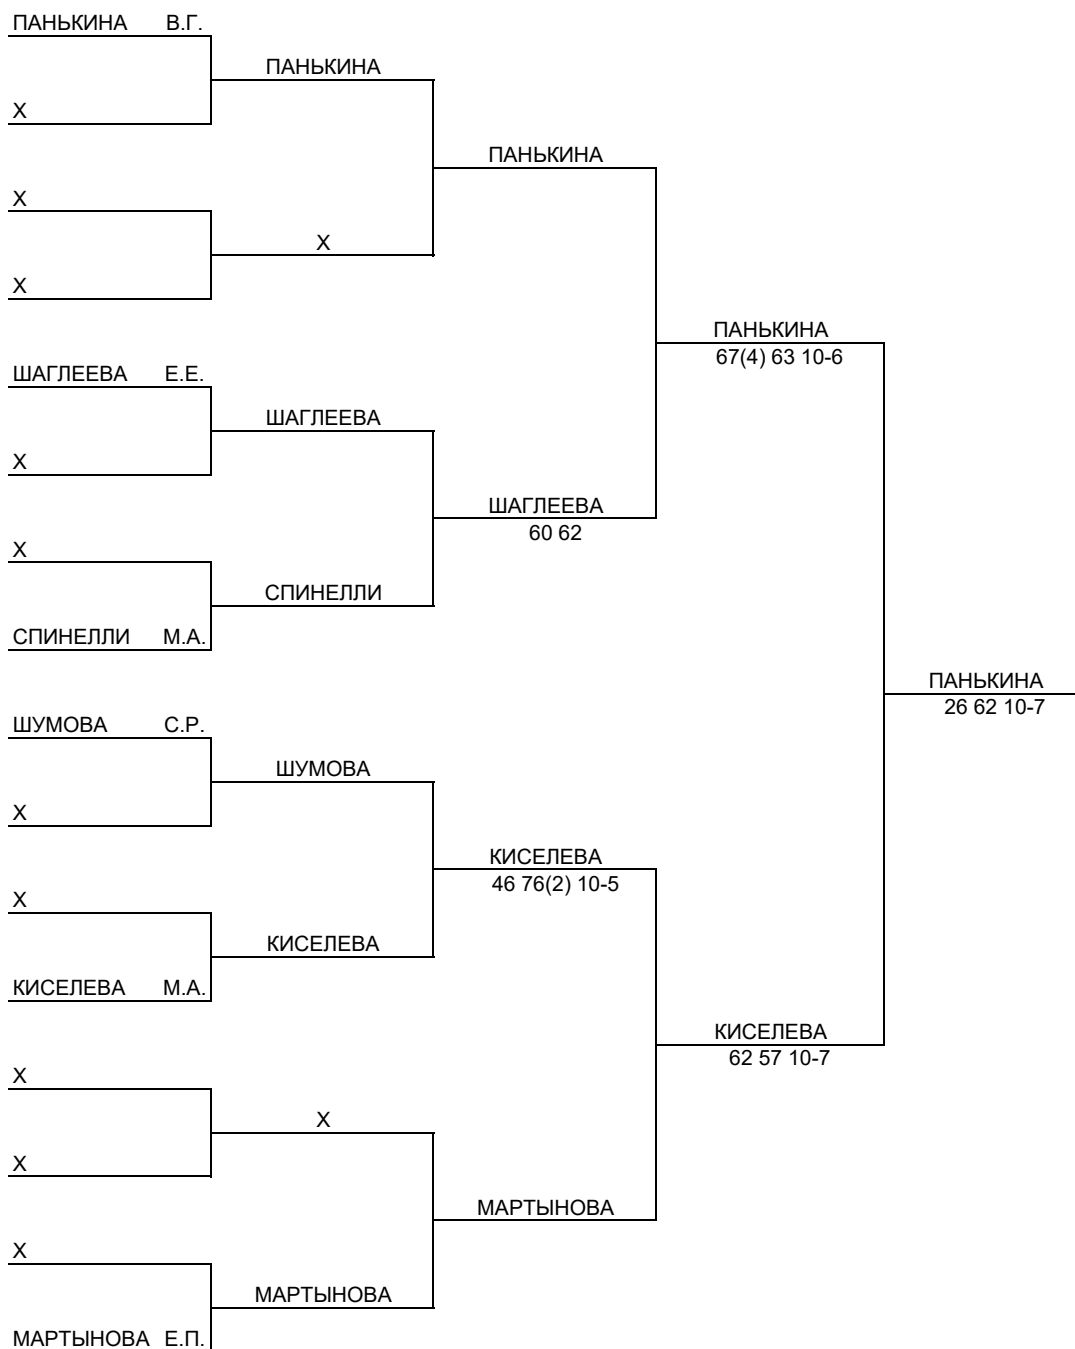 ПАНЬКИНА В.Г.
ПАНЬКИНА
X
ПАНЬКИНА
X
X
X
ПАНЬКИНА
67(4) 63 10-6
ШАГЛЕЕВА Е.Е.
ШАГЛЕЕВА
X
ШАГЛЕЕВА
60 62
X
СПИНЕЛЛИ
СПИНЕЛЛИ М.А.
ПАНЬКИНА
26 62 10-7
ШУМОВА С.Р.
ШУМОВА
X
КИСЕЛЕВА
46 76(2) 10-5
X
КИСЕЛЕВА
КИСЕЛЕВА М.А.
КИСЕЛЕВА
62 57 10-7
X
X
X
МАРТЫНОВА
X
МАРТЫНОВА
МАРТЫНОВА Е.П.